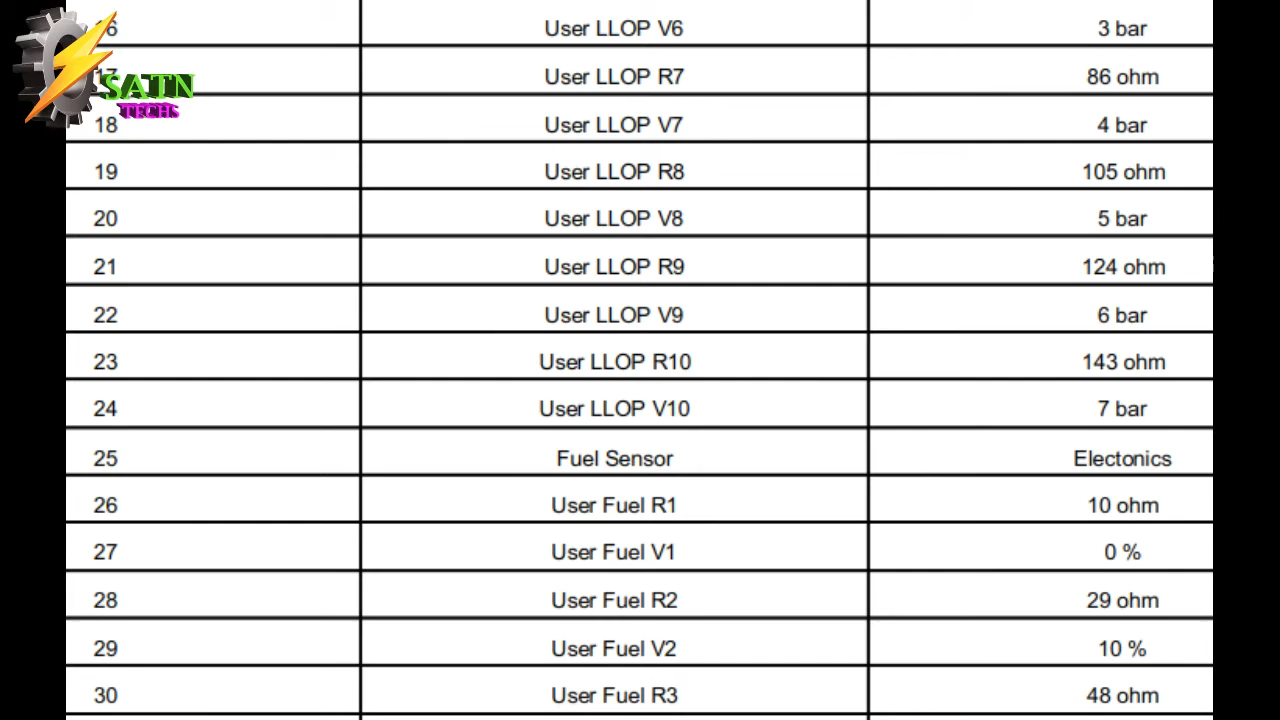 16 User LLOP V6 3 bar
17 User LLOP R7 86 ohm
SATN
TECHS
18 User LLOP V7 4 bar
19 User LLOP R8 105 ohm
20 User LLOP V8 5 bar
21 User LLOP R9 124 ohm
22 User LLOP V9 6 bar
23 User LLOP R10 143 ohm
24 User LLOP V10 7 bar
25 Fuel Sensor Electonics
26 User Fuel R1 10 ohm
27 User Fuel V1 0 %
28 User Fuel R2 29 ohm
29 User Fuel V2 10 %
30 User Fuel R3 48 ohm